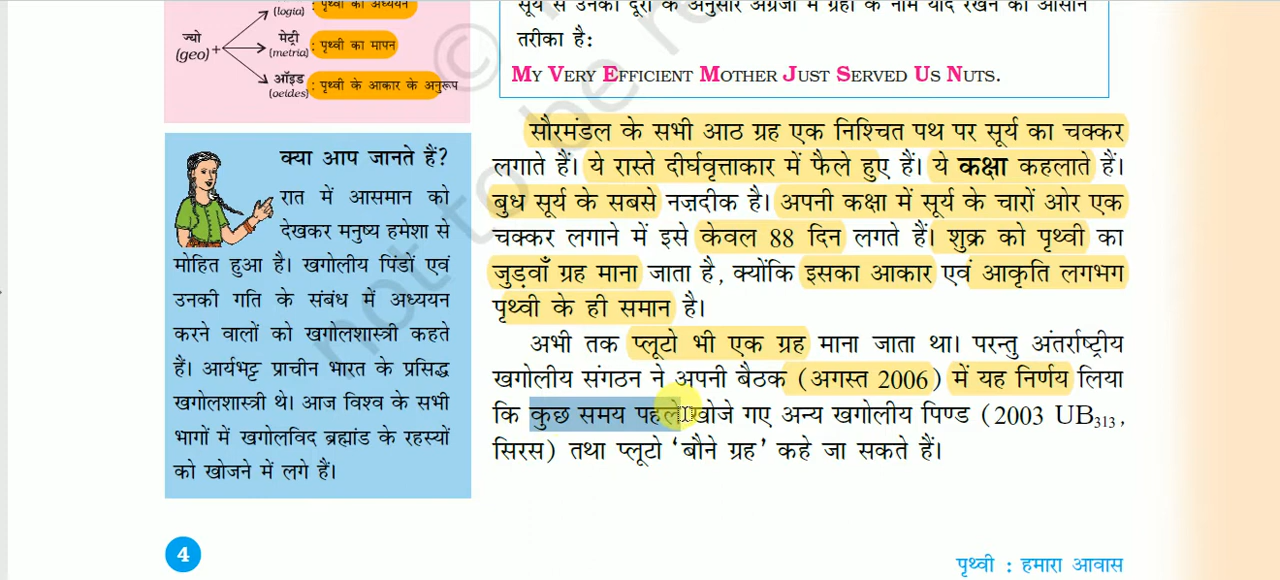 (logia)
: पृथ्वी का अध्ययन
ज्यो
(geo) +
मेट्री
(metria)
: पृथ्वी का मापन
ऑइड
(oeides)
: पृथ्वी के आकार के अनुरूप
सूर्य से उनकी दूरी के अनुसार अंग्रेजी में ग्रहों के नाम याद रखने का आसान
तरीका है:
MY VERY EFFICIENT MOTHER JUST SERVED US NUTS.
क्या आप जानते हैं?
रात में आसमान को
देखकर मनुष्य हमेशा से
मोहित हुआ है। खगोलीय पिंडों एवं
उनकी गति के संबंध में अध्ययन
करने वालों को खगोलशास्त्री कहते
हैं। आर्यभट्ट प्राचीन भारत के प्रसिद्ध
खगोलशास्त्री थे। आज विश्व के सभी
भागों में खगोलविद ब्रह्मांड के रहस्यों
को खोजने में लगे हैं।
सौरमंडल के सभी आठ ग्रह एक निश्चित पथ पर सूर्य का चक्कर
लगाते हैं। ये रास्ते दीर्घवृत्ताकार में फैले हुए हैं। ये कक्षा कहलाते हैं।
बुध सूर्य के सबसे नजदीक है। अपनी कक्षा में सूर्य के चारों ओर एक
चक्कर लगाने में इसे केवल 88 दिन लगते हैं। शुक्र को पृथ्वी का
जुड़वाँ ग्रह माना जाता है, क्योंकि इसका आकार एवं आकृति लगभग
पृथ्वी के ही समान है।
अभी तक प्लूटो भी एक ग्रह माना जाता था। परन्तु अंतर्राष्ट्रीय
खगोलीय संगठन ने अपनी बैठक (अगस्त 2006) में यह निर्णय लिया
कि कुछ समय पहले खोजे गए अन्य खगोलीय पिण्ड (2003 UB313,
सिरस) तथा प्लूटो ‘बौने ग्रह’ कहे जा सकते हैं।
4
पृथ्वी : हमारा आवास
© not to be re